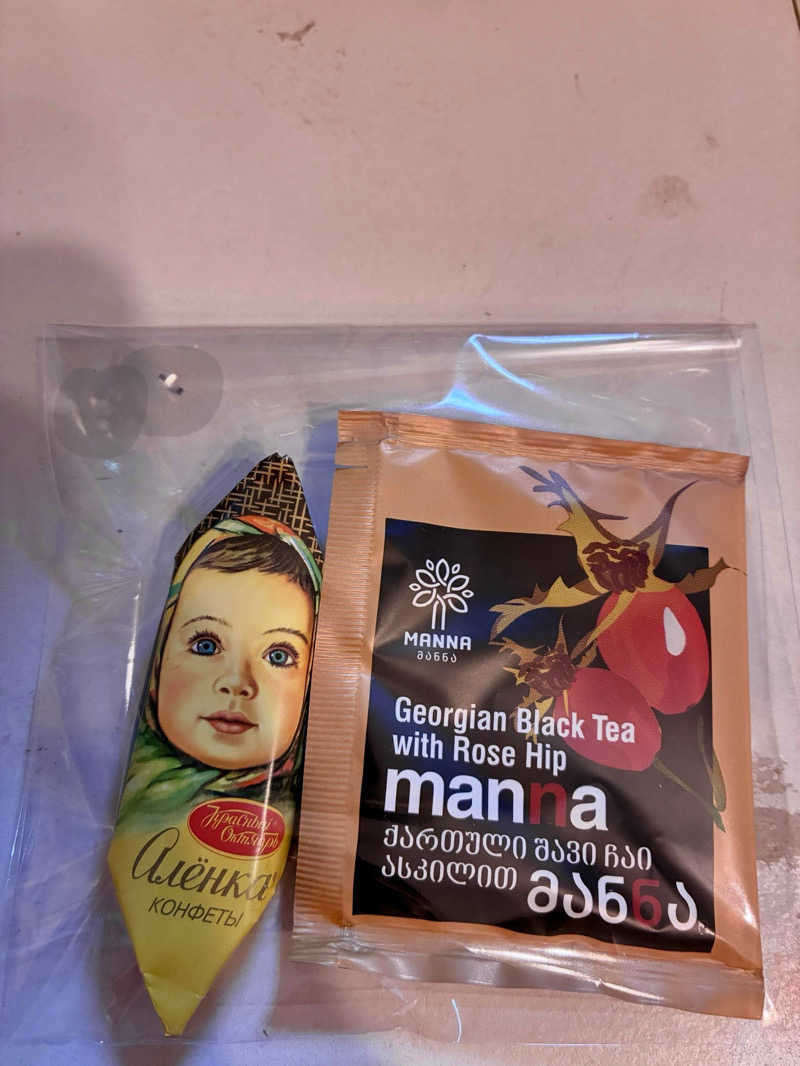 Красный
Октябрь
Алёнка
КОНФЕТЫ
MANNA
მანნა
Georgian Black Tea
with Rose Hip
manna
ქართული შავი ჩაი
ასკილით მანნა